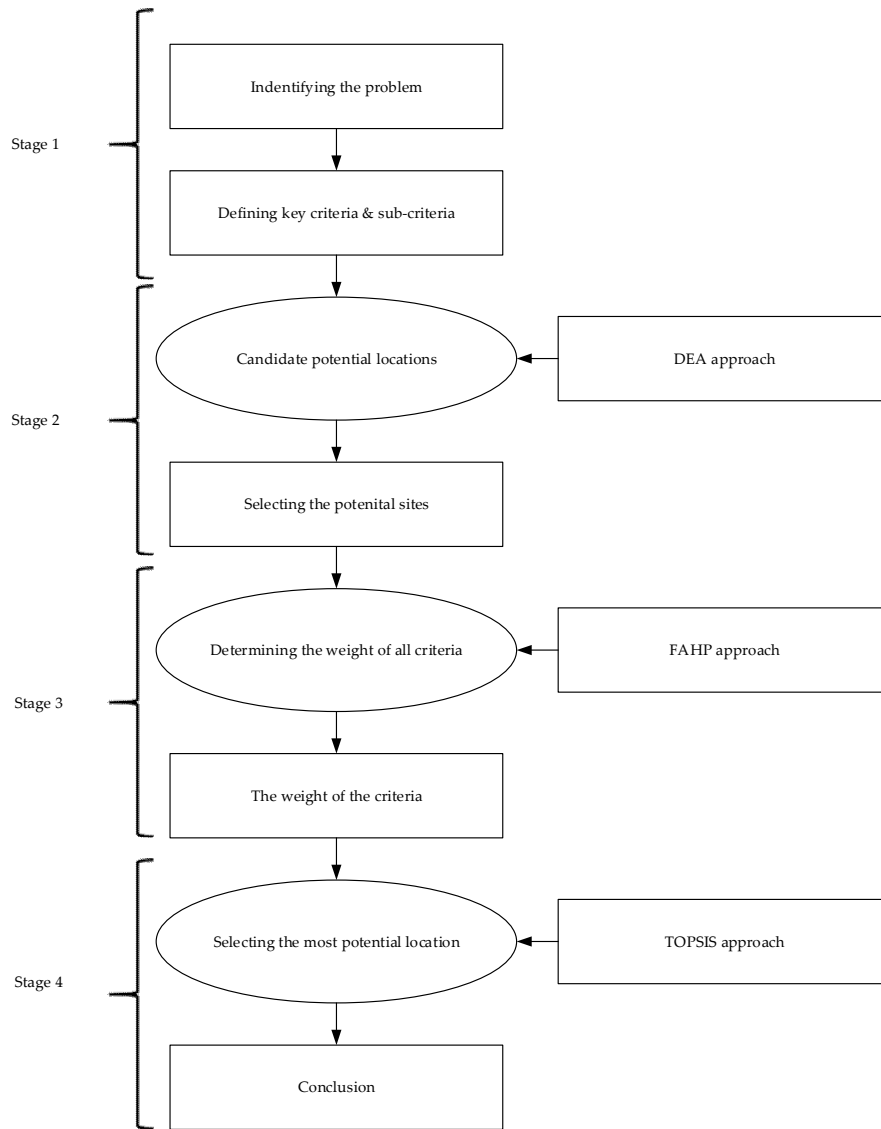 Stage 1
Indentifying the problem
Defining key criteria & sub-criteria
Stage 2
Candidate potential locations
DEA approach
Selecting the potenital sites
Stage 3
Determining the weight of all criteria
FAHP approach
The weight of the criteria
Stage 4
Selecting the most potential location
TOPSIS approach
Conclusion